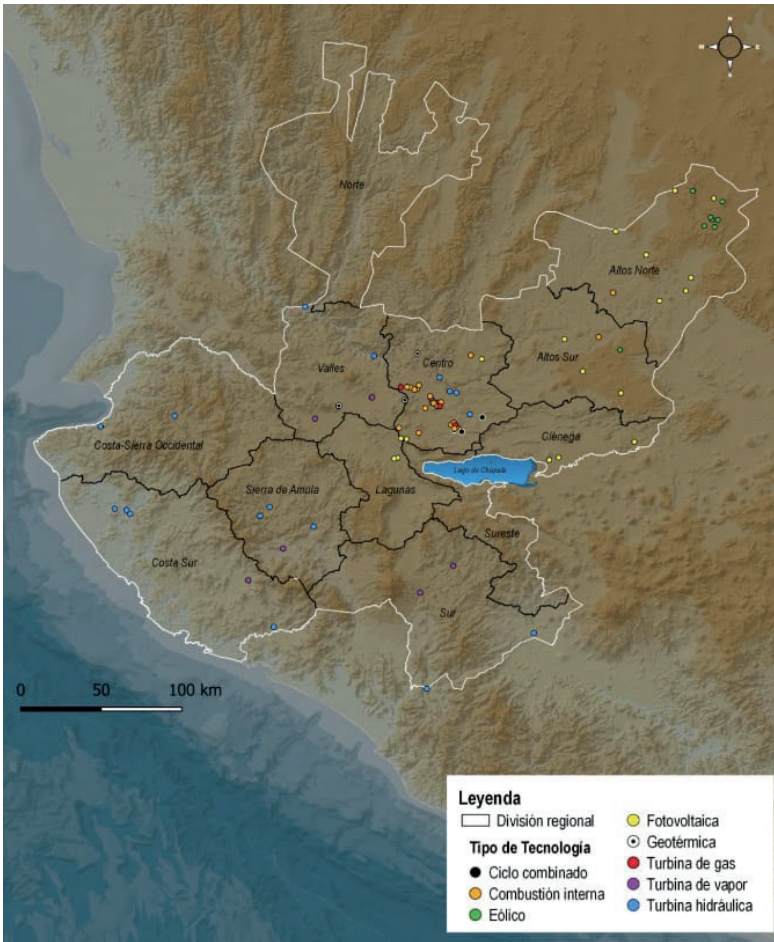 N
W
E
S
Norte
Altos Norte
Valles
Centro
Altos Sur
Costa-Sierra Occidental
Ciénega
Lago de Chapala
Sierra de Amula
Lagunas
Sureste
Costa Sur
Sur
0 50 100 km
Leyenda
División regional
Tipo de Tecnología
Ciclo combinado
Combustión interna
Eólico
Fotovoltaica
Geotérmica
Turbina de gas
Turbina de vapor
Turbina hidráulica